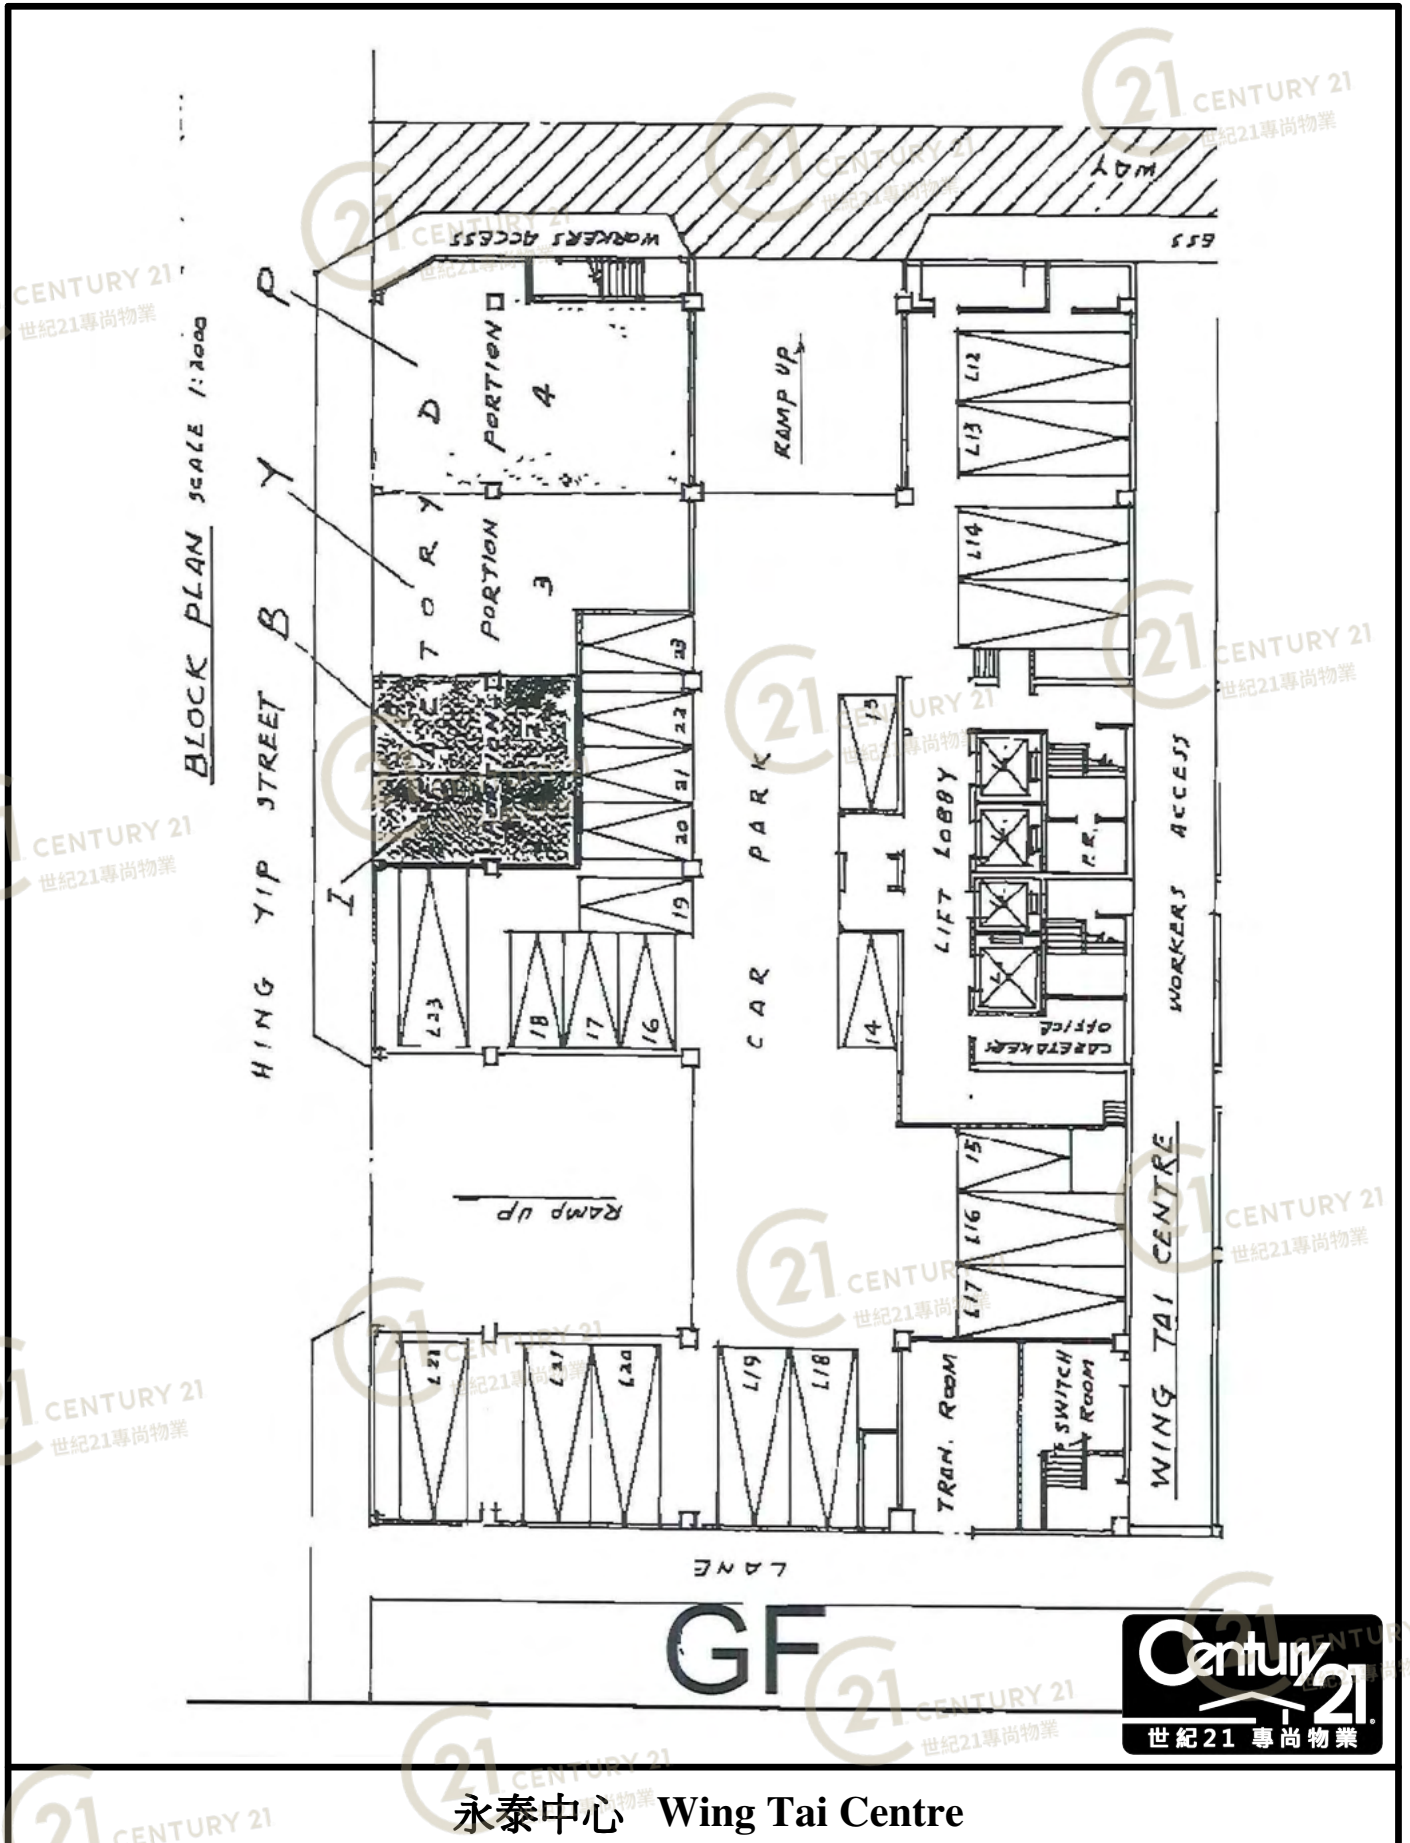 BLOCK PLAN SCALE 1:2000
HING YIP STREET
P
Y
B
I
WAY
WORKERS ACCESS
ESS
D
PORTION
4
TORY
PORTION
3
RAMP UP
L12
L13
L14
23
22
21
20
19
18
17
16
L23
13
14
CAR PARK
LIFT LOBBY
P.R.
CARETAKERS
OFFICE
WORKERS ACCESS
RAMP UP
15
L16
L17
L21
L20
L19
L18
TRAN. ROOM
SWITCH
ROOM
WING TAI CENTRE
LANE
GF
Century 21
世紀21 專尚物業
永泰中心 Wing Tai Centre
21 CENTURY 21
世紀21專尚物業